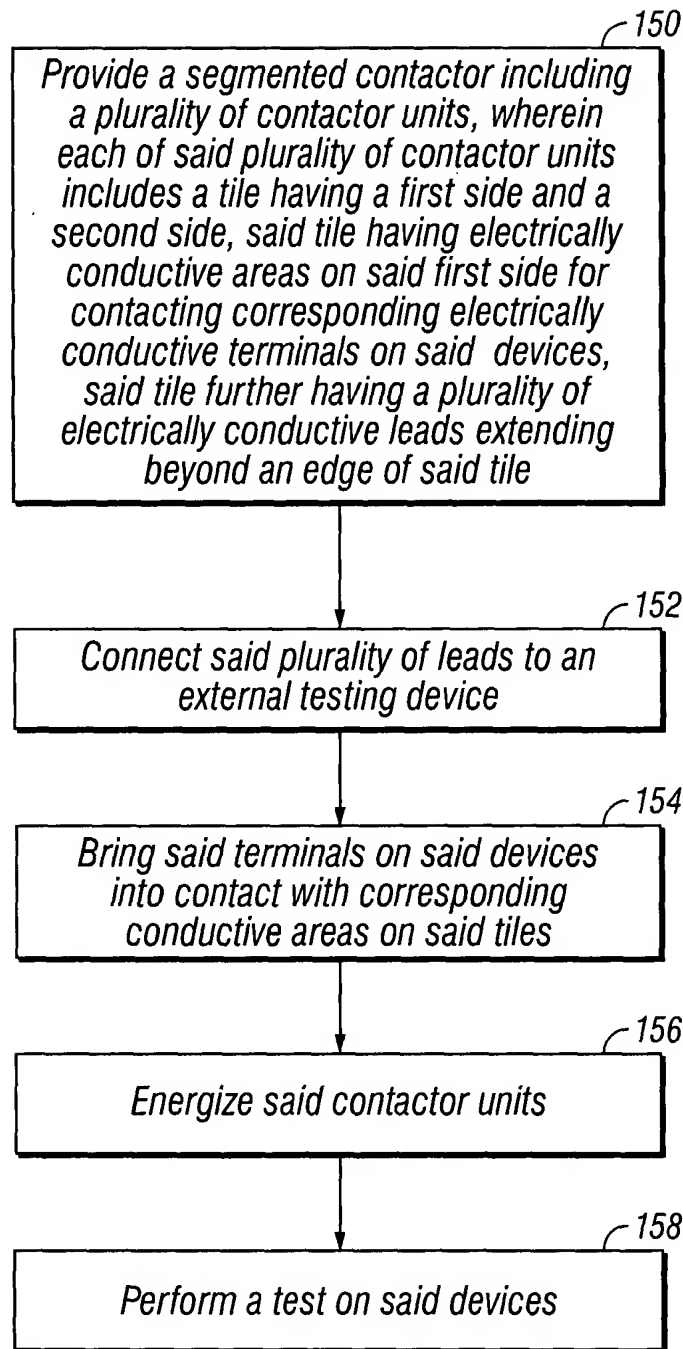 150
Provide a segmented contactor including
a plurality of contactor units, wherein
each of said plurality of contactor units
includes a tile having a first side and a
second side, said tile having electrically
conductive areas on said first side for
contacting corresponding electrically
conductive terminals on said devices,
said tile further having a plurality of
electrically conductive leads extending
beyond an edge of said tile
152
Connect said plurality of leads to an
external testing device
154
Bring said terminals on said devices
into contact with corresponding
conductive areas on said tiles
156
Energize said contactor units
158
Perform a test on said devices